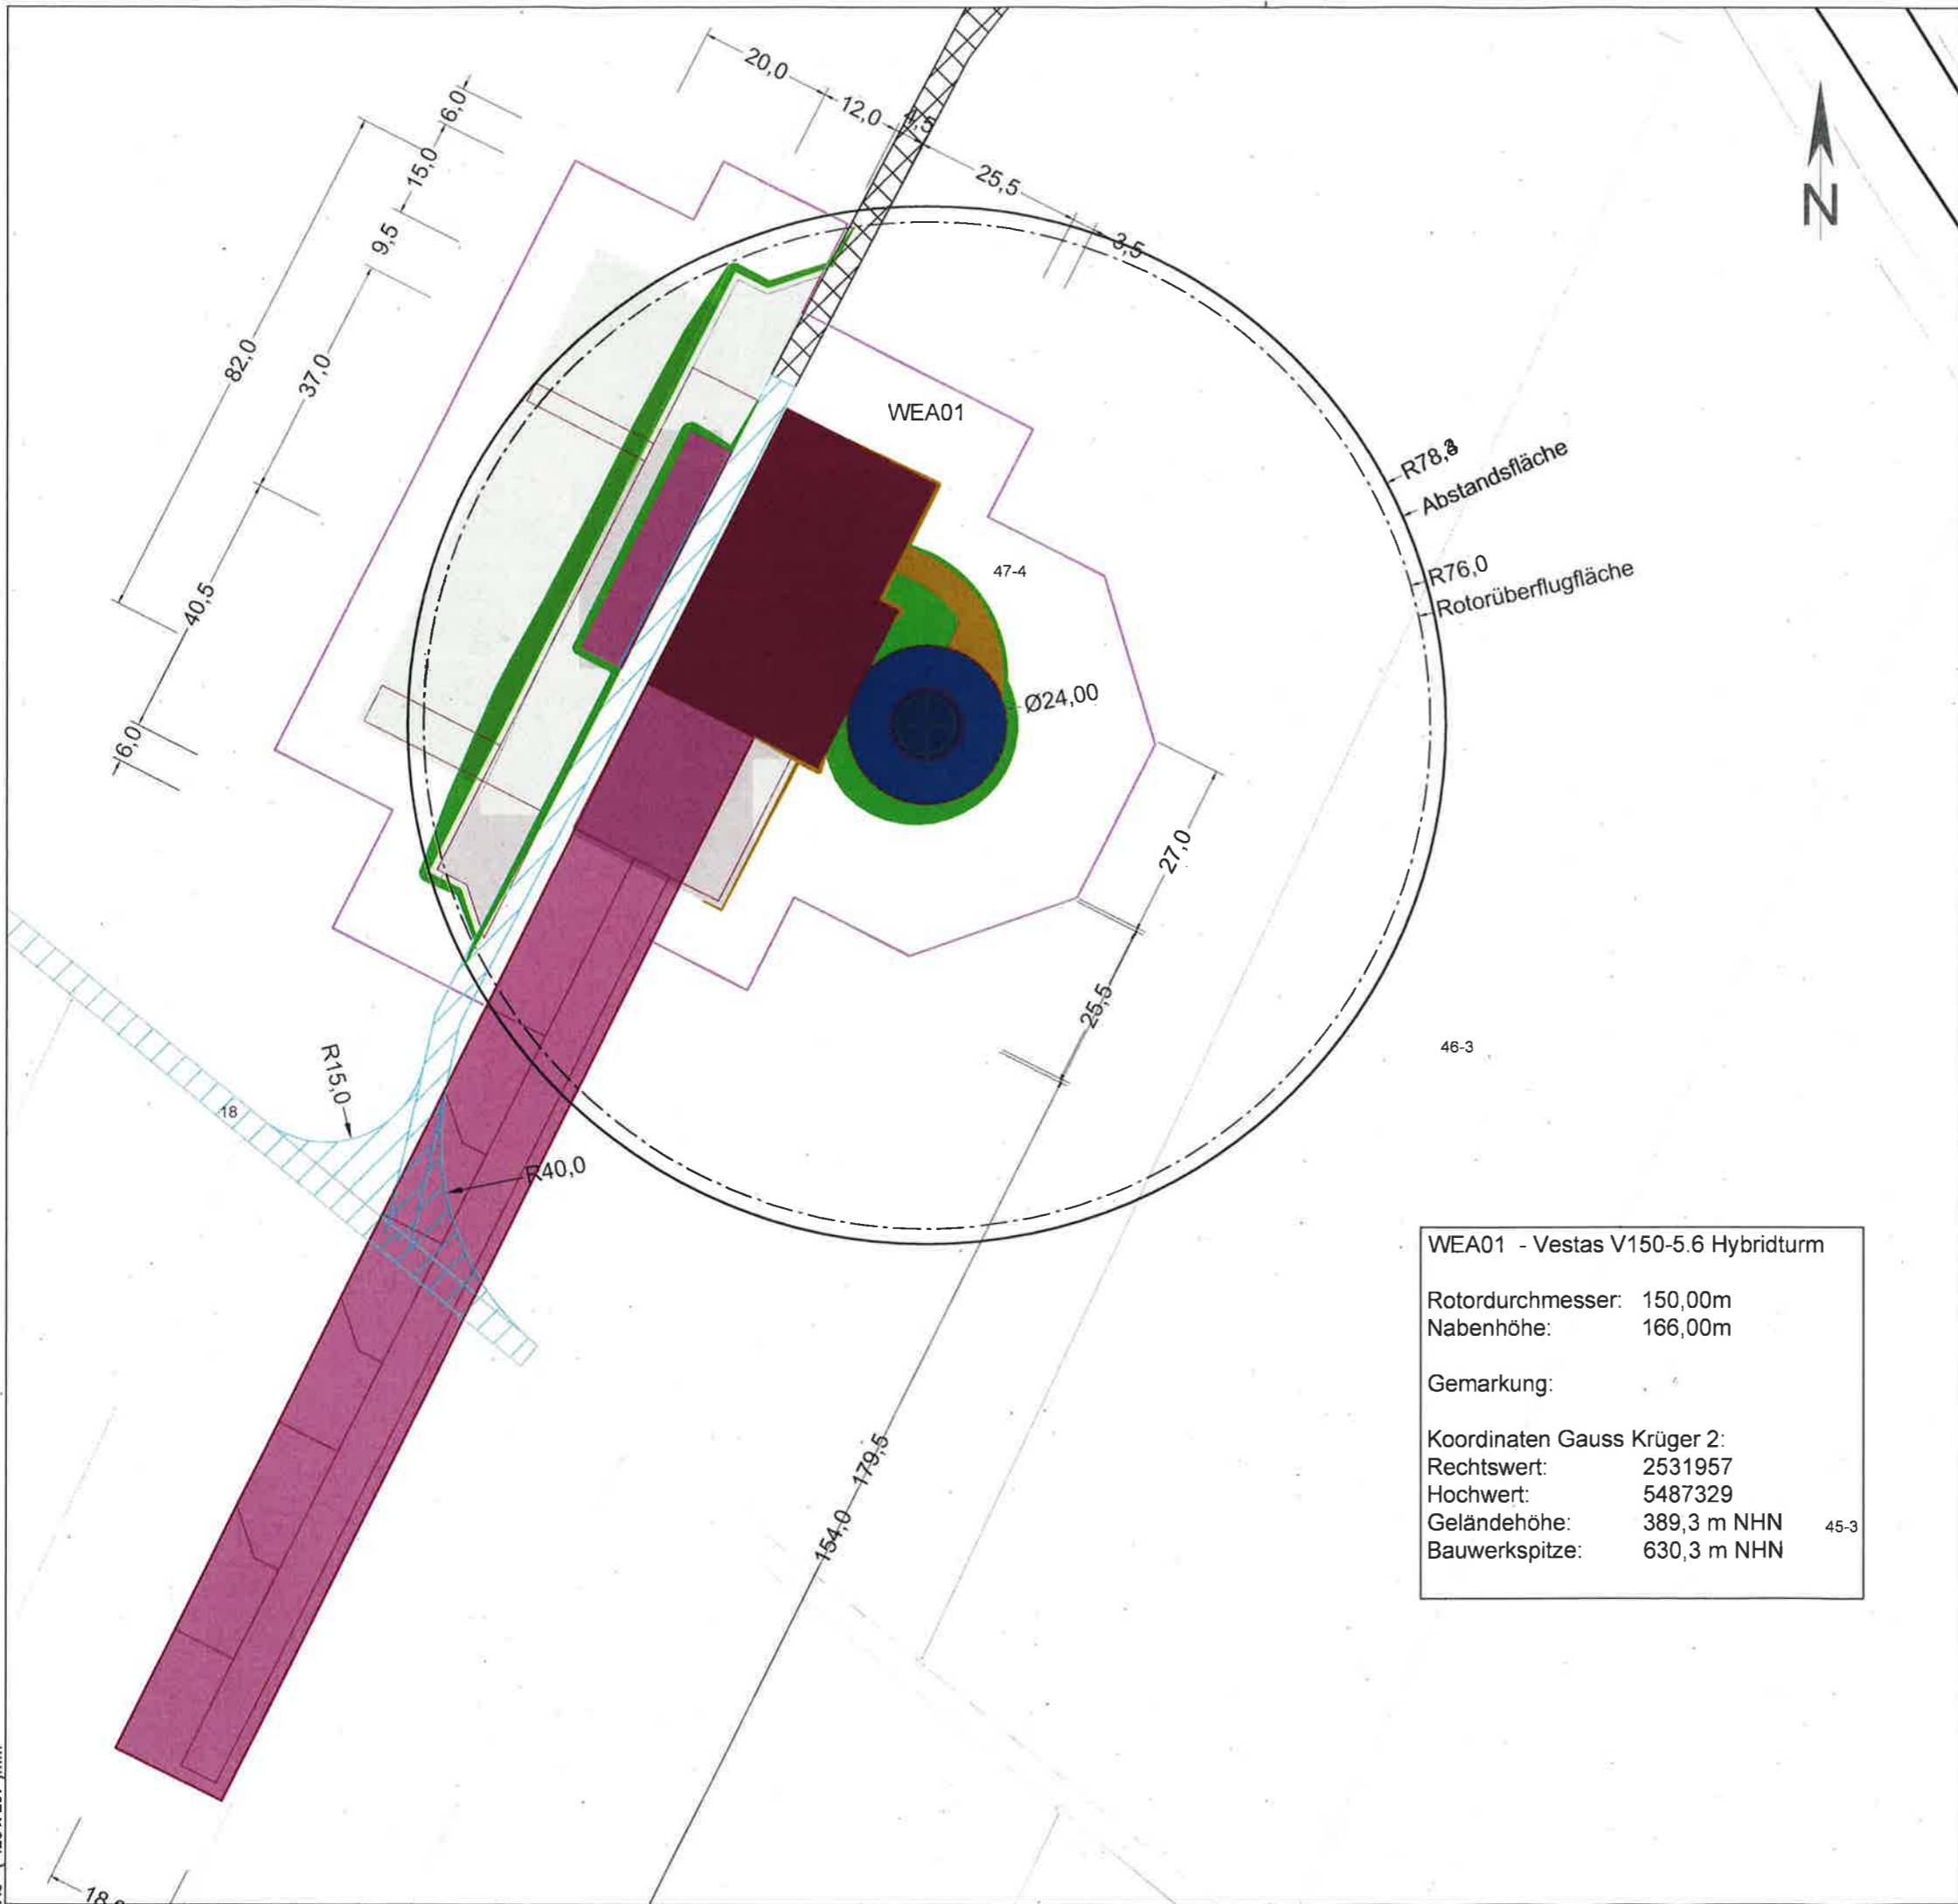 20,0
12,0
4,5
25,5
3,5
6,0
15,0
9,5
37,0
82,0
40,5
6,0
N
WEA01
47-4
Abstandsfläche
R76,0
Rotorüberflugfläche
Ø24,00
27,0
25,5
46-3
R15,0
18
R40,0
179,5
154,0
WEA01 - Vestas V150-5.6 Hybridturm
Rotordurchmesser: 150,00m
Nabenhöhe: 166,00m
Gemarkung:
Koordinaten Gauss Krüger 2:
Rechtswert: 2531957
Hochwert: 5487329
Geländehöhe: 389,3 m NHN
45-3
Bauwerkspitze: 630,3 m NHN